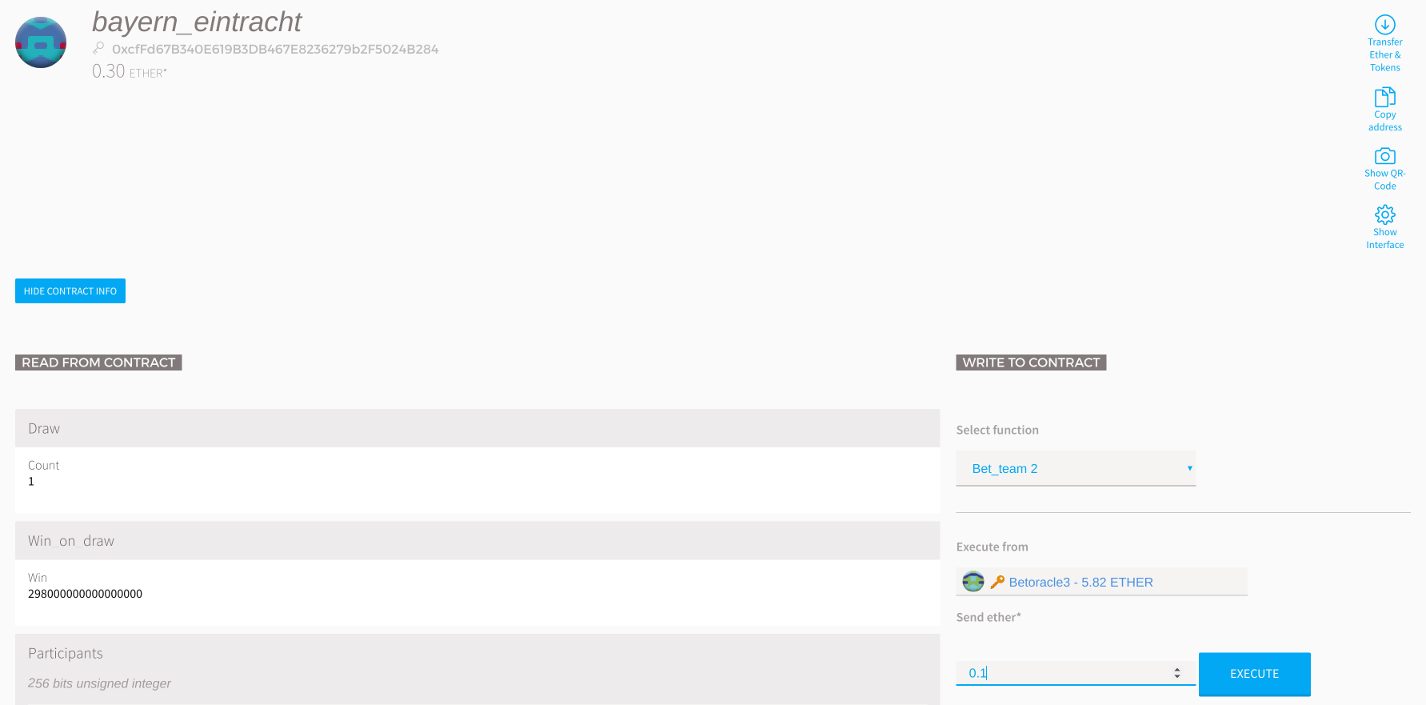 bayern_eintracht
0xcfFd67B340E619B3DB467E8236279b2F5024B284
0.30 ETHER*
Transfer
Ether &
Tokens
Copy
address
Show QR-
Code
Show
Interface
HIDE CONTRACT INFO
READ FROM CONTRACT
Draw
Count
1
Win_on_draw
Win
298000000000000000
Participants
256 bits unsigned integer
WRITE TO CONTRACT
Select function
Bet_team 2
Execute from
Betoracle3 - 5.82 ETHER
Send ether*
0.1
EXECUTE